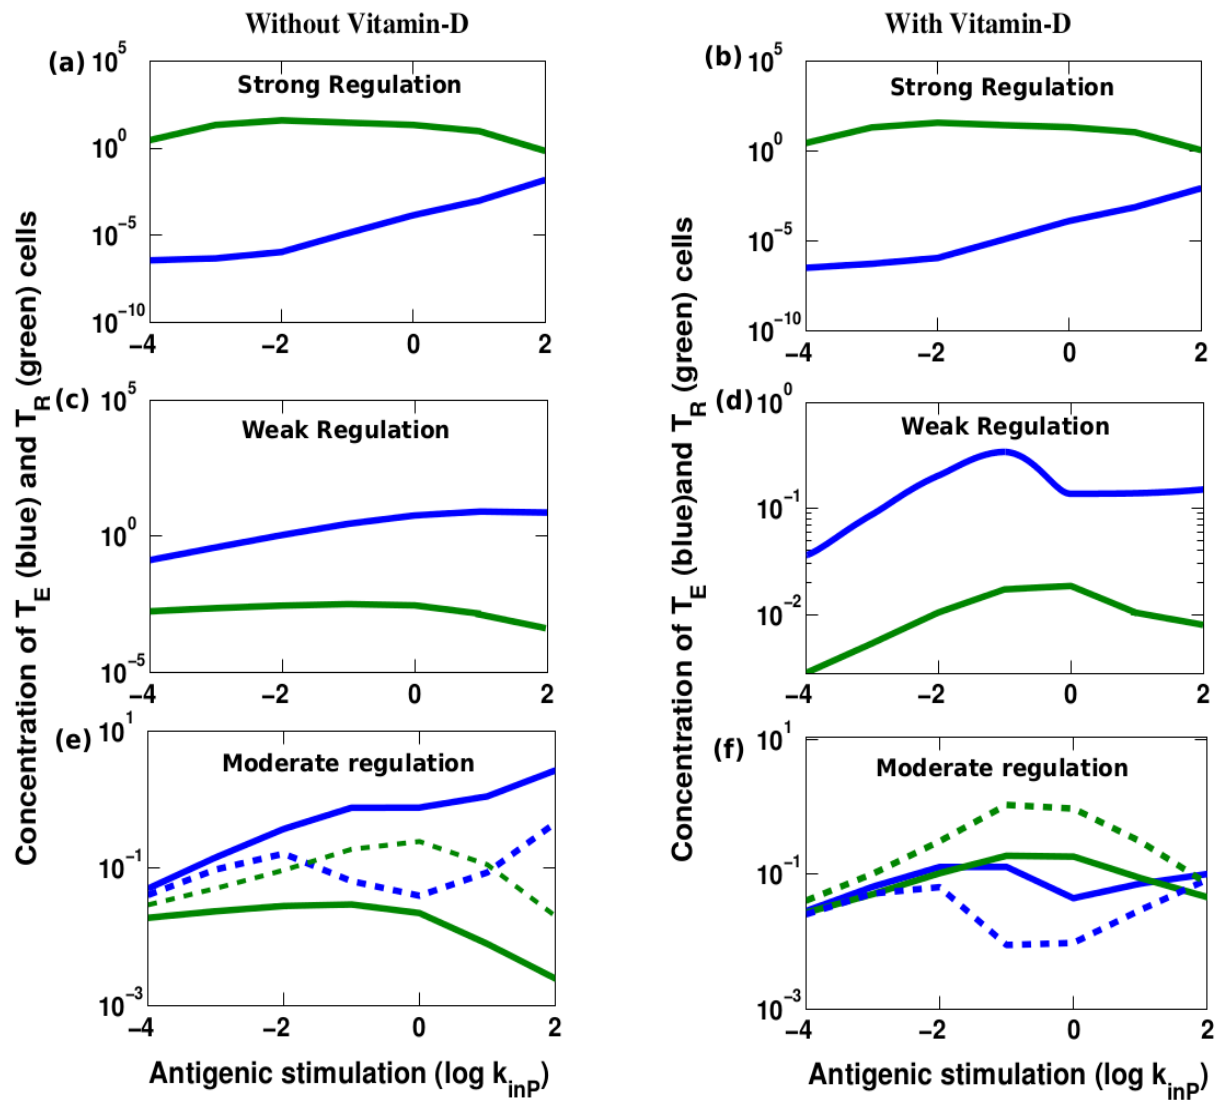 Without Vitamin-D
With Vitamin-D
Concentration of T_E (blue) and T_R (green) cells
(a)
Strong Regulation
10^5
10^0
10^−5
10^−10
−4 −2 0 2
Concentration of T_E (blue)and T_R (green) cells
(b)
Strong Regulation
10^5
10^0
10^−5
10^−10
−4 −2 0 2
(c)
Weak Regulation
10^5
10^0
10^−5
−4 −2 0 2
(d)
Weak Regulation
10^0
10^−1
10^−2
−4 −2 0 2
(e)
Moderate regulation
10^1
10^−1
10^−3
−4 −2 0 2
Antigenic stimulation (log k_inP)
(f)
Moderate regulation
10^1
10^−1
10^−3
−4 −2 0 2
Antigenic stimulation (log k_inP)